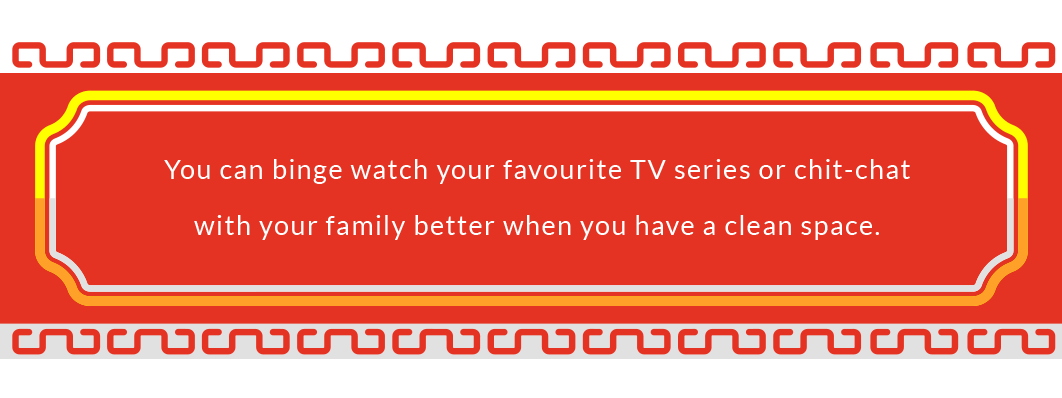 You can binge watch your favourite TV series or chit-chat
with your family better when you have a clean space.